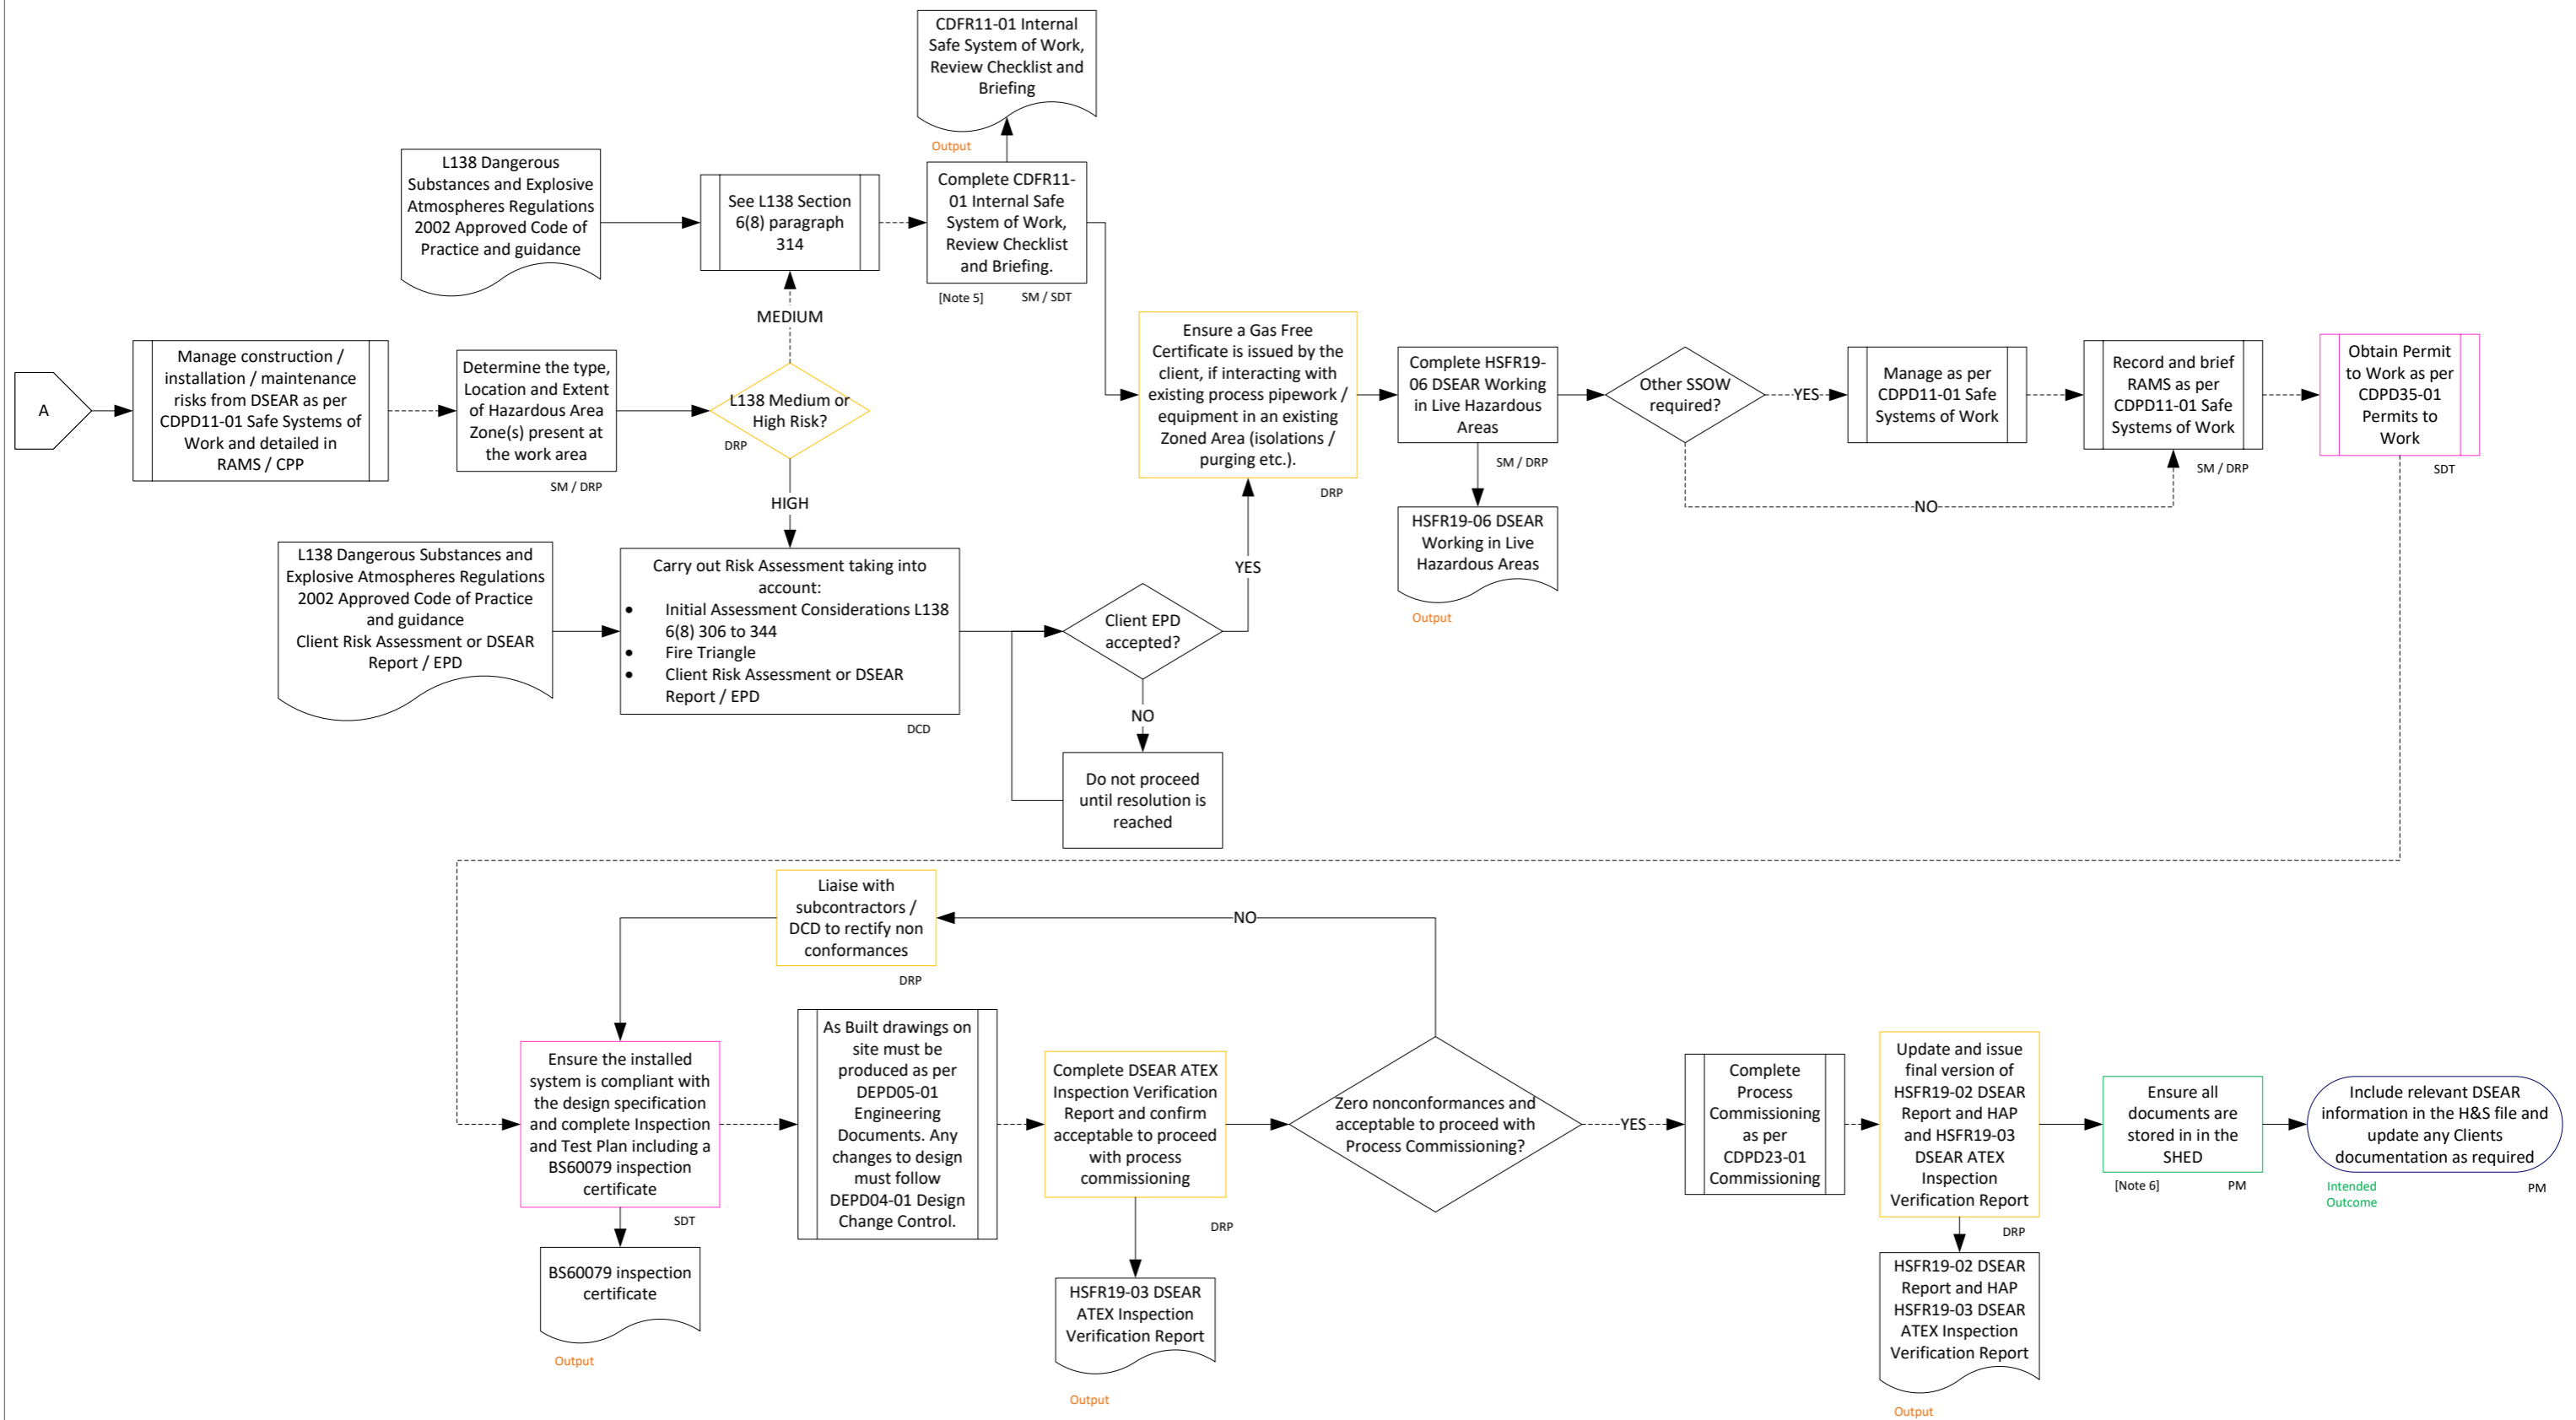 CDFR11-01 Internal
Safe System of Work,
Review Checklist and
Briefing
Output
L138 Dangerous
Substances and Explosive
Atmospheres Regulations
2002 Approved Code of
Practice and guidance
See L138 Section
6(8) paragraph
314
Complete CDFR11-
01 Internal Safe
System of Work,
Review Checklist
and Briefing.
[Note 5]
SM / SDT
MEDIUM
A
Manage construction /
installation / maintenance
risks from DSEAR as per
CDPD11-01 Safe Systems of
Work and detailed in
RAMS / CPP
Determine the type,
Location and Extent
of Hazardous Area
Zone(s) present at
the work area
SM / DRP
L138 Medium or
High Risk?
DRP
HIGH
Ensure a Gas Free
Certificate is issued by the
client, if interacting with
existing process pipework /
equipment in an existing
Zoned Area (isolations /
purging etc.).
DRP
Complete HSFR19-
06 DSEAR Working
in Live Hazardous
Areas
SM / DRP
HSFR19-06 DSEAR
Working in Live
Hazardous Areas
Output
Other SSOW
required?
YES
NO
Manage as per
CDPD11-01 Safe
Systems of Work
Record and brief
RAMS as per
CDPD11-01 Safe
Systems of Work
SM / DRP
Obtain Permit
to Work as per
CDPD35-01
Permits to
Work
SDT
L138 Dangerous Substances and
Explosive Atmospheres Regulations
2002 Approved Code of Practice
and guidance
Client Risk Assessment or DSEAR
Report / EPD
Carry out Risk Assessment taking into
account:
• Initial Assessment Considerations L138
6(8) 306 to 344
• Fire Triangle
• Client Risk Assessment or DSEAR
Report / EPD
DCD
Client EPD
accepted?
YES
NO
Do not proceed
until resolution is
reached
Liaise with
subcontractors /
DCD to rectify non
conformances
DRP
NO
Ensure the installed
system is compliant with
the design specification
and complete Inspection
and Test Plan including a
BS60079 inspection
certificate
SDT
BS60079 inspection
certificate
Output
As Built drawings on
site must be
produced as per
DEPD05-01
Engineering
Documents. Any
changes to design
must follow
DEPD04-01 Design
Change Control.
Complete DSEAR ATEX
Inspection Verification
Report and confirm
acceptable to proceed
with process
commissioning
DRP
HSFR19-03 DSEAR
ATEX Inspection
Verification Report
Output
Zero nonconformances and
acceptable to proceed with
Process Commissioning?
YES
Complete
Process
Commissioning
as per
CDPD23-01
Commissioning
Update and issue
final version of
HSFR19-02 DSEAR
Report and HAP
and HSFR19-03
DSEAR ATEX
Inspection
Verification Report
DRP
HSFR19-02 DSEAR
Report and HAP
HSFR19-03 DSEAR
ATEX Inspection
Verification Report
Output
Ensure all
documents are
stored in in the
SHED
[Note 6]
PM
Include relevant DSEAR
information in the H&S file and
update any Clients
documentation as required
Intended
Outcome
PM